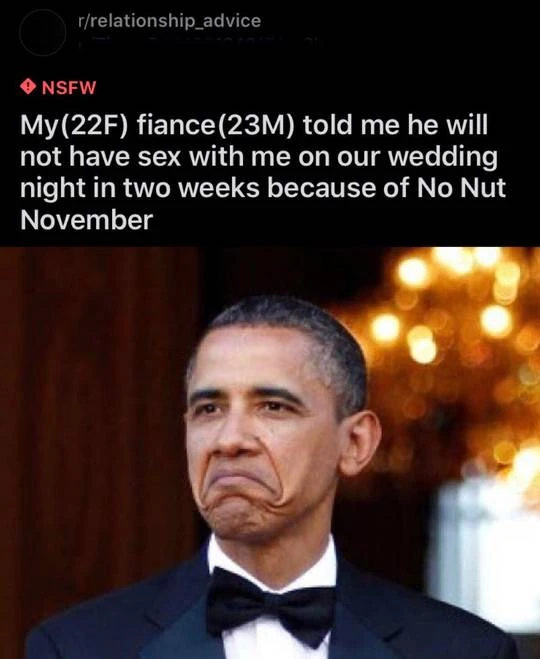 r/relationship_advice
NSFW
My(22F) fiance(23M) told me he will
not have sex with me on our wedding
night in two weeks because of No Nut
November